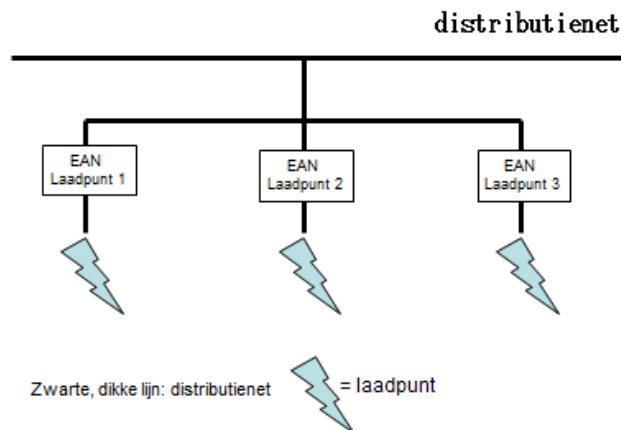 distributienet
EAN
Laadpunt 1
EAN
Laadpunt 2
EAN
Laadpunt 3
Zwarte, dikke lijn: distributienet
= laadpunt